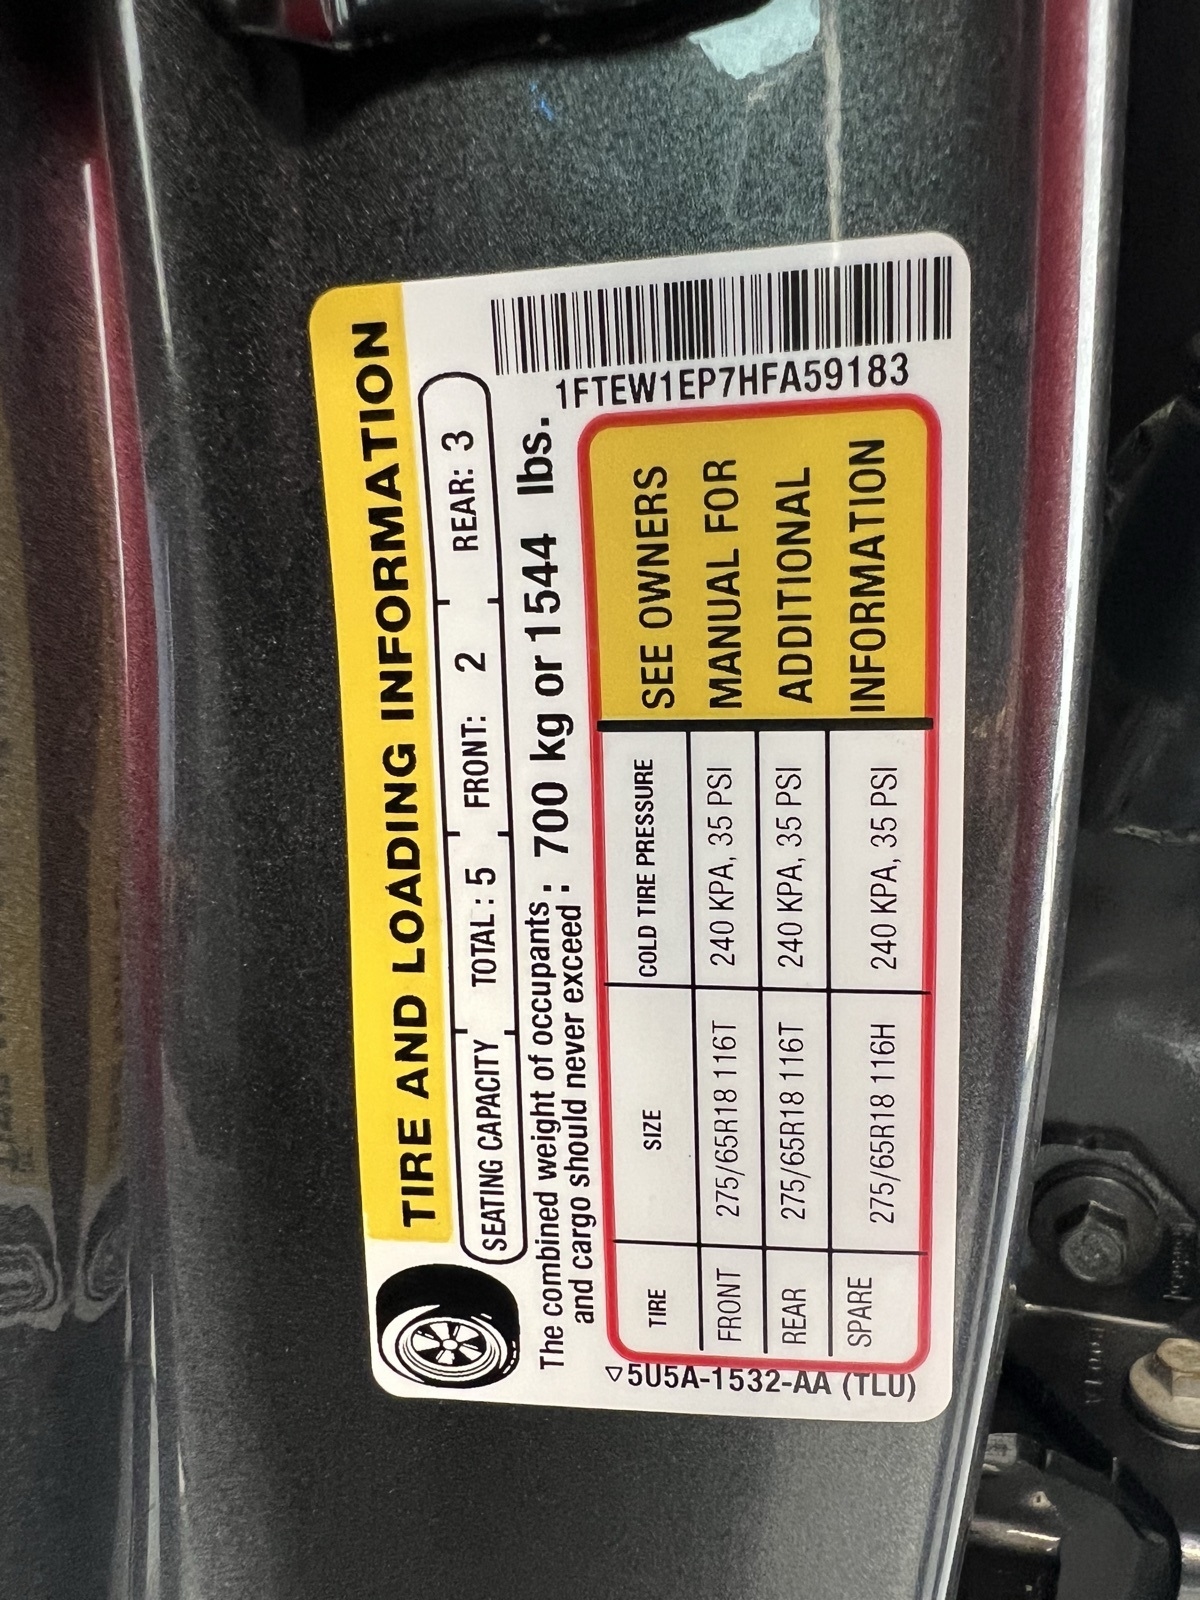 TIRE AND LOADING INFORMATION
SEATING CAPACITY TOTAL : 5 FRONT: 2 REAR: 3
The combined weight of occupants
and cargo should never exceed : 700 kg or 1544 lbs.
TIRE SIZE COLD TIRE PRESSURE
FRONT 275/65R18 116T 240 KPA, 35 PSI
REAR 275/65R18 116T 240 KPA, 35 PSI
SPARE 275/65R18 116H 240 KPA, 35 PSI
SEE OWNERS
MANUAL FOR
ADDITIONAL
INFORMATION
1FTEW1EP7HFA59183
5U5A-1532-AA (TLU)